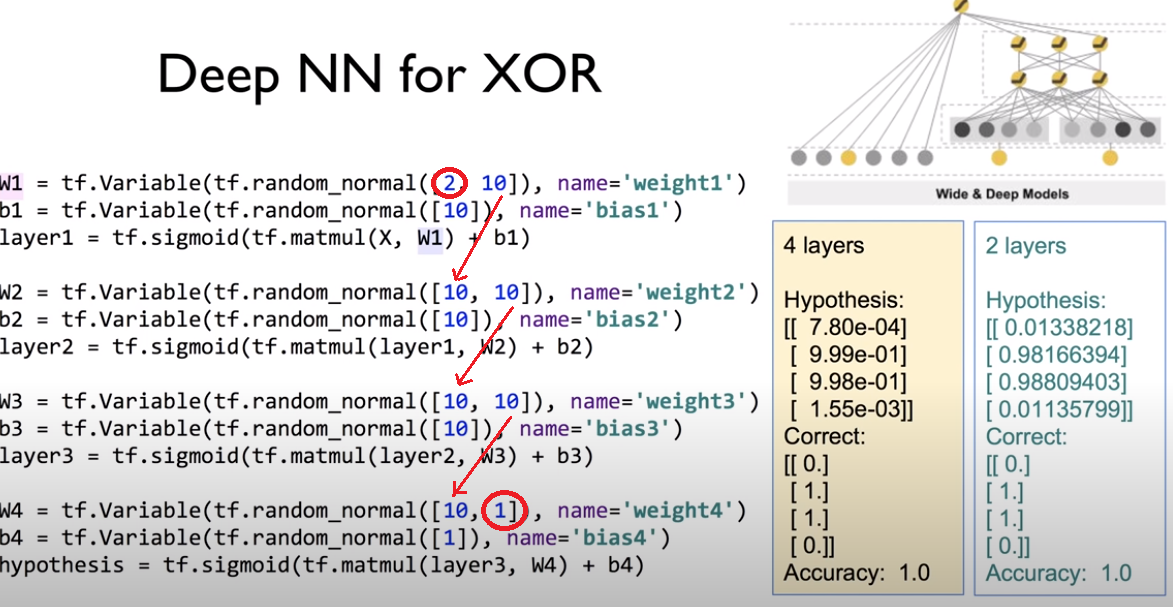 Deep NN for XOR
W1 = tf.Variable(tf.random_normal([2, 10]), name='weight1')
b1 = tf.Variable(tf.random_normal([10]), name='bias1')
layer1 = tf.sigmoid(tf.matmul(X, W1) + b1)
W2 = tf.Variable(tf.random_normal([10, 10]), name='weight2')
b2 = tf.Variable(tf.random_normal([10]), name='bias2')
layer2 = tf.sigmoid(tf.matmul(layer1, W2) + b2)
W3 = tf.Variable(tf.random_normal([10, 10]), name='weight3')
b3 = tf.Variable(tf.random_normal([10]), name='bias3')
layer3 = tf.sigmoid(tf.matmul(layer2, W3) + b3)
W4 = tf.Variable(tf.random_normal([10, 1]), name='weight4')
b4 = tf.Variable(tf.random_normal([1]), name='bias4')
hypothesis = tf.sigmoid(tf.matmul(layer3, W4) + b4)
Wide & Deep Models
4 layers
Hypothesis:
[[ 7.80e-04]
[ 9.99e-01]
[ 9.98e-01]
[ 1.55e-03]]
Correct:
[[ 0.]
[ 1.]
[ 1.]
[ 0.]]
Accuracy: 1.0
2 layers
Hypothesis:
[[ 0.01338218]
[ 0.98166394]
[ 0.98809403]
[ 0.01135799]]
Correct:
[[ 0.]
[ 1.]
[ 1.]
[ 0.]]
Accuracy: 1.0